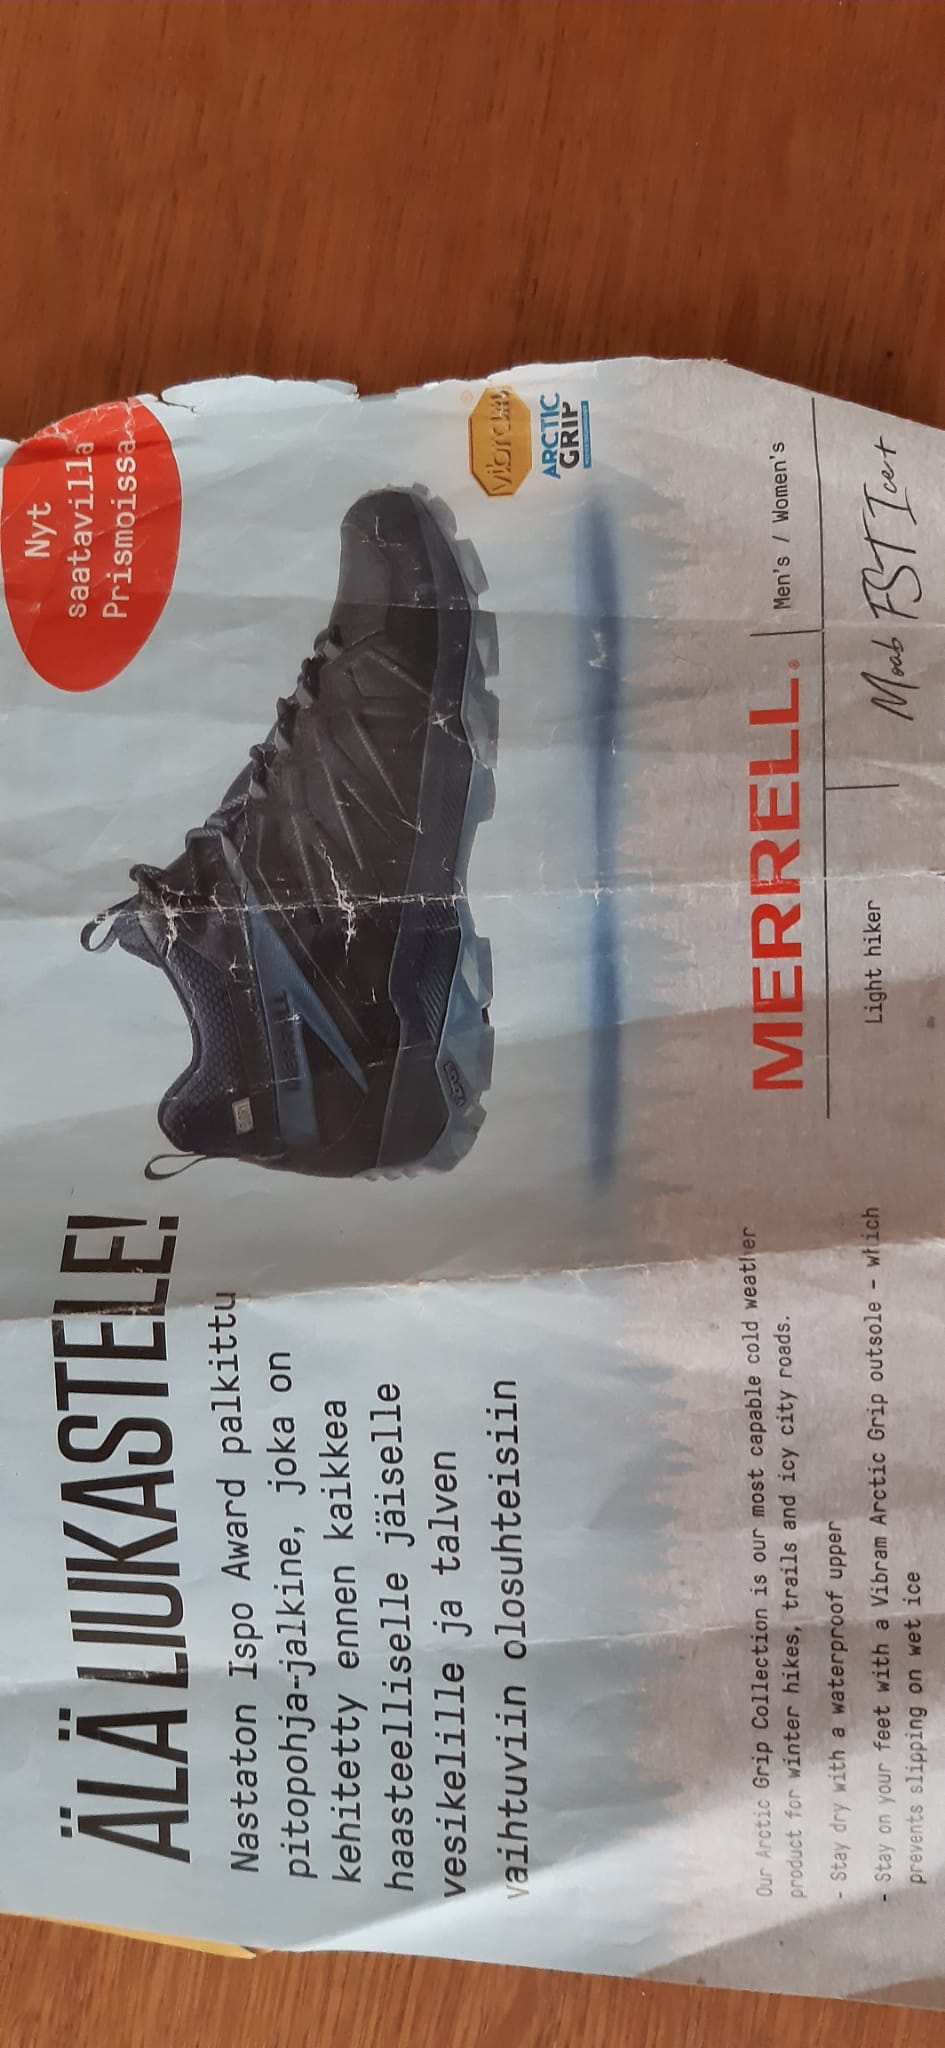 Nyt
saatavilla
Prismoissa
ÄLÄ LIUKASTELE!
Nastaton Ispo Award palkittu
pitopohja-jalkine, joka on
kehitetty ennen kaikkea
haasteelliselle jäiselle
vesikelille ja talven
vaihtuviin olosuhteisiin
vibram
ARCTIC
GRIP
MERRELL
Men's / Women's
Light hiker
Moab FST Ice+
Our Arctic Grip Collection is our most capable cold weather
product for winter hikes, trails and icy city roads.
- Stay dry with a waterproof upper
- Stay on your feet with a Vibram Arctic Grip outsole - which
prevents slipping on wet ice